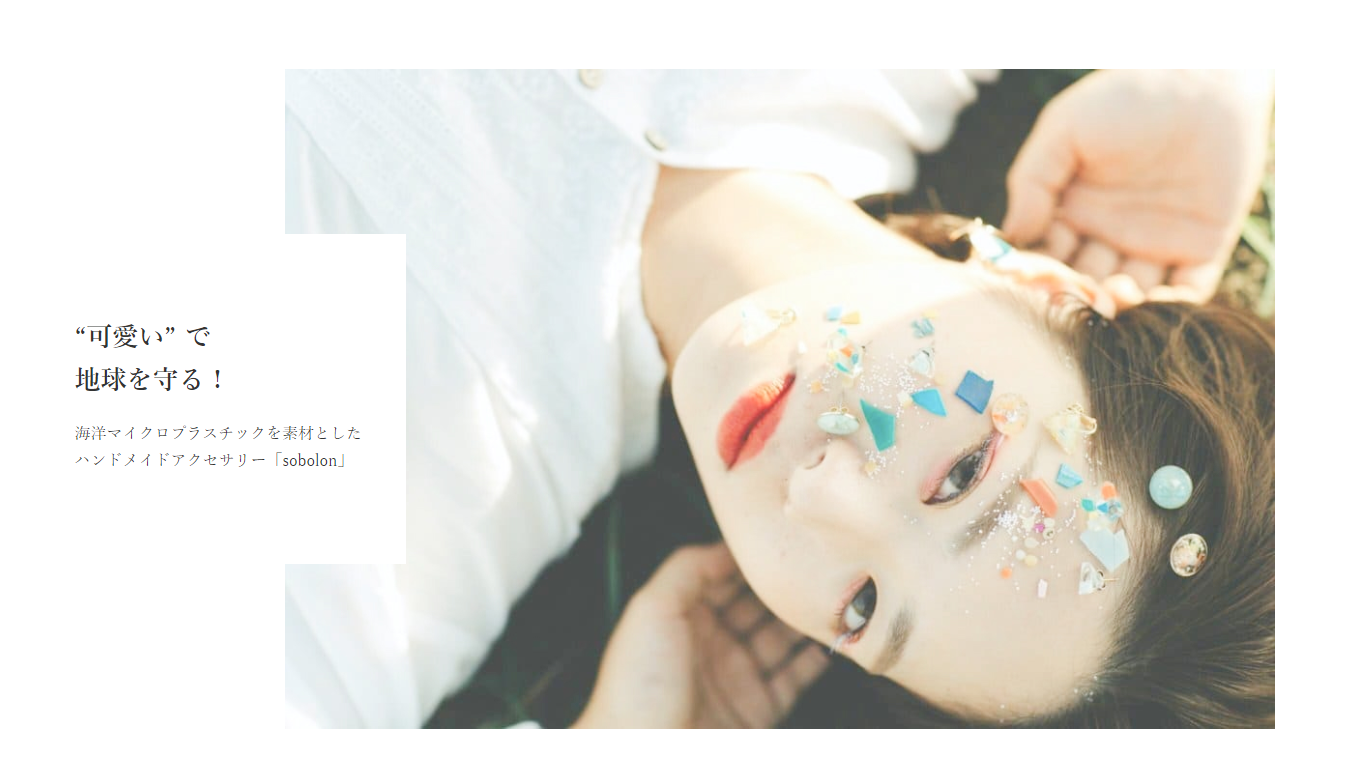 “可愛い” で
地球を守る！
海洋マイクロプラスチックを素材とした
ハンドメイドアクセサリー「sobolon」